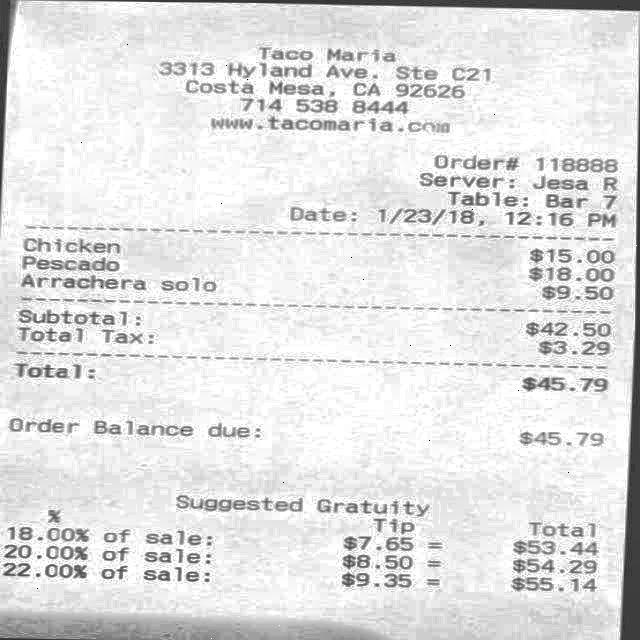 Taco Maria
3313 Hyland Ave. Ste C21
Costa Mesa, CA 92626
714 538 8444
www.tacomaria.com
Order# 118888
Server: Jesa R
Table: Bar 7
Date: 1/23/18, 12:16 PM
Chicken $15.00
Pescado $18.00
Arrachera solo $9.50
Subtotal: $42.50
Total Tax: $3.29
Total: $45.79
Order Balance due: $45.79
Suggested Gratuity
% Tip Total
18.00% of sale: $7.65 = $53.44
20.00% of sale: $8.50 = $54.29
22.00% of sale: $9.35 = $55.14